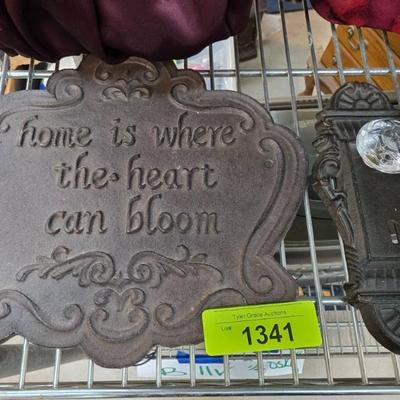 home is where
the heart
can bloom
Tyler Grace Auctions
Lot# 1341